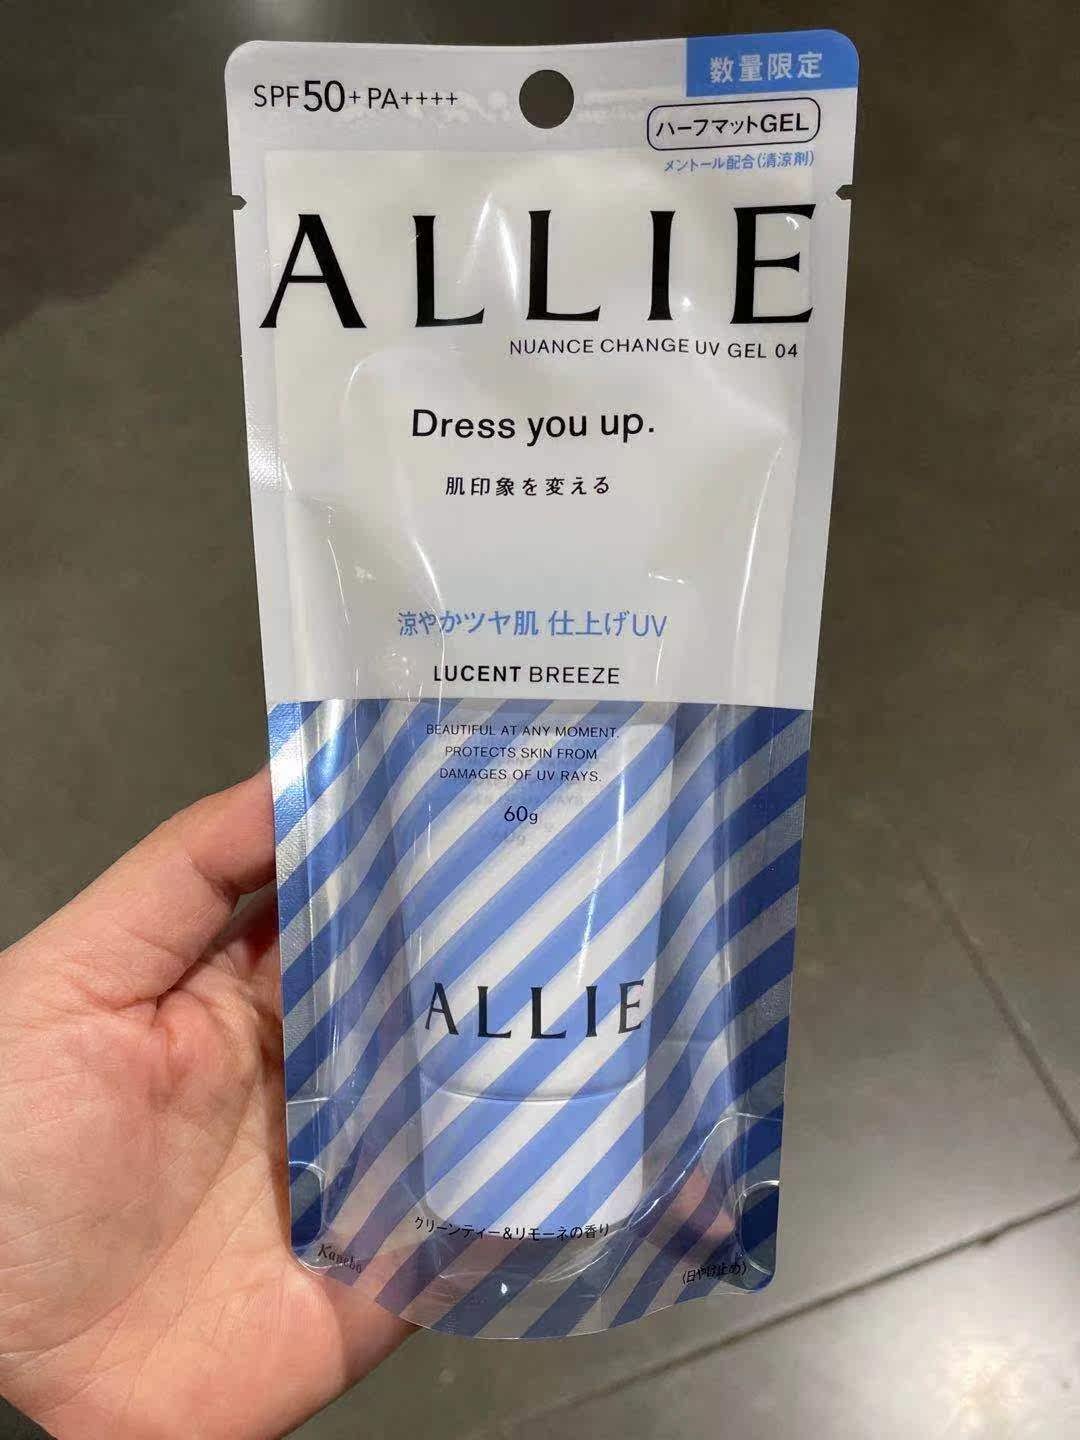 数量限定
SPF50+PA++++
ハーフマットGEL
メントール配合(清涼剤)
ALLIE
NUANCE CHANGE UV GEL 04
Dress you up.
肌印象を変える
涼やかツヤ肌 仕上げUV
LUCENT BREEZE
BEAUTIFUL AT ANY MOMENT.
PROTECTS SKIN FROM
DAMAGES OF UV RAYS.
60g
ALLIE
グリーンティー&リモーネの香り
Kanebo
(日やけ止め)